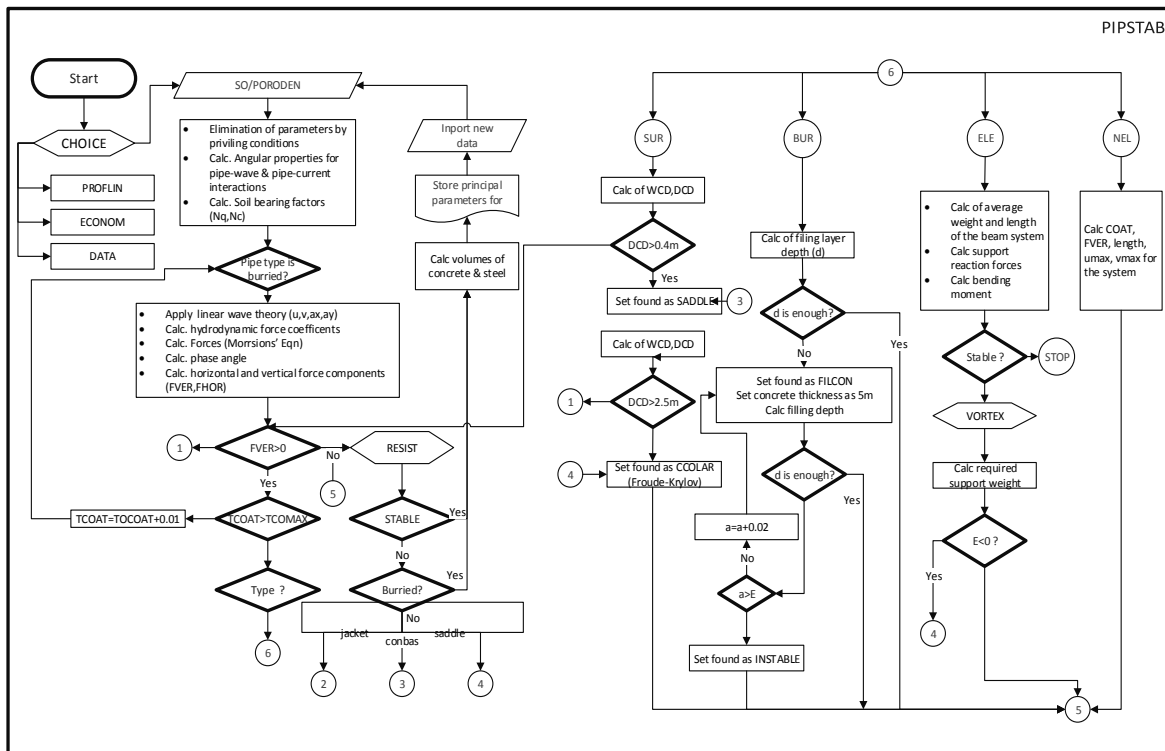 PIPSTAB
Start
CHOICE
PROFLIN
ECONOM
DATA
SO/PORODEN
• Elimination of parameters by
priviling conditions
• Calc. Angular properties for
pipe-wave & pipe-current
interactions
• Calc. Soil bearing factors
(Nq,Nc)
Pipe type is
burried?
• Apply linear wave theory (u,v,ax,ay)
• Calc. hydrodynamic force coefficents
• Calc. Forces (Morrsions' Eqn)
• Calc. phase angle
• Calc. horizontal and vertical force components
(FVER,FHOR)
1
FVER>0
No
5
RESIST
Yes
TCOAT=TOCOAT+0.01
TCOAT>TCOMAX
STABLE
Yes
No
Type ?
Burried?
Yes
No
jacket
conbas
saddle
6
2
3
4
Inport new
data
Store principal
parameters for
Calc volumes of
concrete & steel
6
SUR
BUR
ELE
NEL
Calc of WCD,DCD
DCD>0.4m
Yes
Set found as SADDLE
3
Calc of WCD,DCD
DCD>2.5m
1
4
Set found as CCOLAR
(Froude-Krylov)
Calc of filing layer
depth (d)
d is enough?
Yes
No
Set found as FILCON
Set concrete thickness as 5m
Calc filling depth
d is enough?
Yes
a=a+0.02
No
a>E
Set found as INSTABLE
• Calc of average
weight and length
of the beam system
• Calc support
reaction forces
• Calc bending
moment
Stable ?
STOP
VORTEX
Calc required
support weight
E<0 ?
Yes
4
Calc COAT,
FVER, length,
umax, vmax for
the system
5